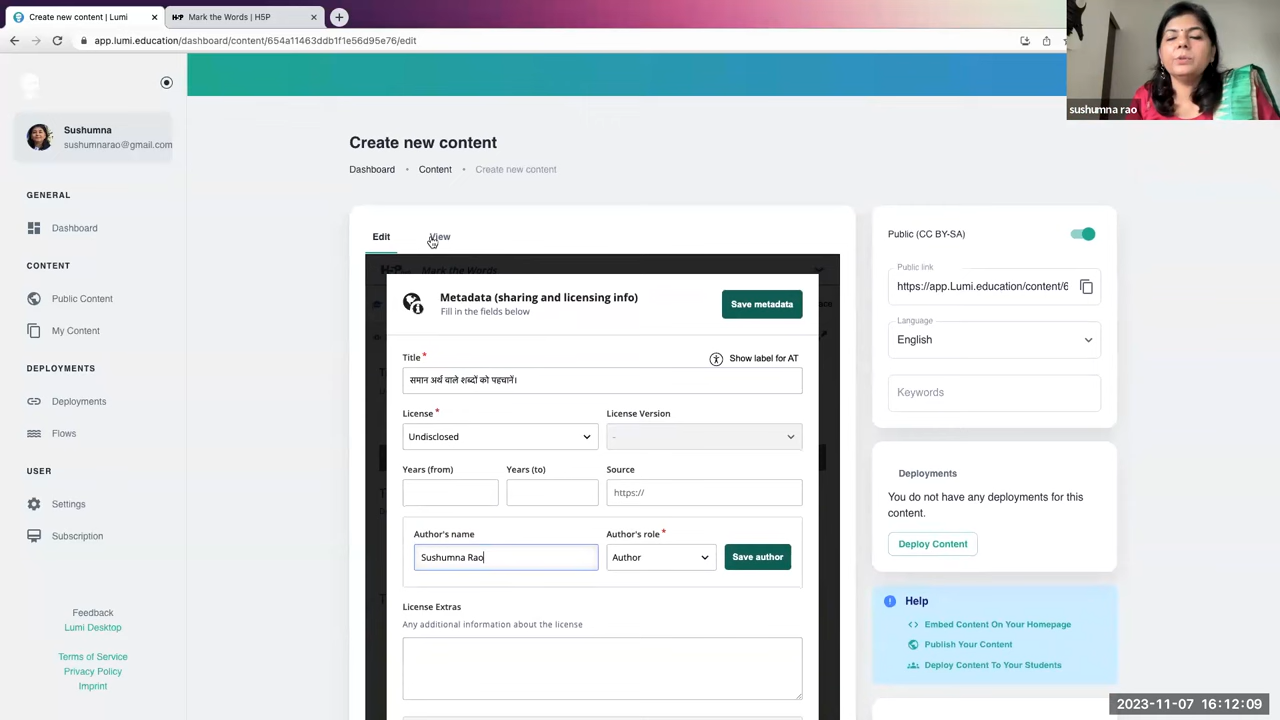 Create new content | Lumi
Mark the Words | H5P
app.lumi.education/dashboard/content/654a11463ddb1f1e56d95e76/edit
sushumna rao
Sushumna
sushumnarao@gmail.com
GENERAL
Dashboard
CONTENT
Public Content
My Content
DEPLOYMENTS
Deployments
Flows
USER
Settings
Subscription
Feedback
Lumi Desktop
Terms of Service
Privacy Policy
Imprint
Create new content
Dashboard • Content • Create new content
Edit View
H5P Mark the Words
Metadata (sharing and licensing info)
Fill in the fields below
Save metadata
Title*
Show label for AT
समान अर्थ वाले शब्दों को पहचानें।
License* License Version
Undisclosed -
Years (from) Years (to) Source
https://
Author's name Author's role*
Sushumna Rao Author Save author
License Extras
Any additional information about the license
Public (CC BY-SA)
Public link
https://app.Lumi.education/content/6
Language
English
Keywords
Deployments
You do not have any deployments for this
content.
Deploy Content
Help
Embed Content On Your Homepage
Publish Your Content
Deploy Content To Your Students
2023-11-07 16:12:09